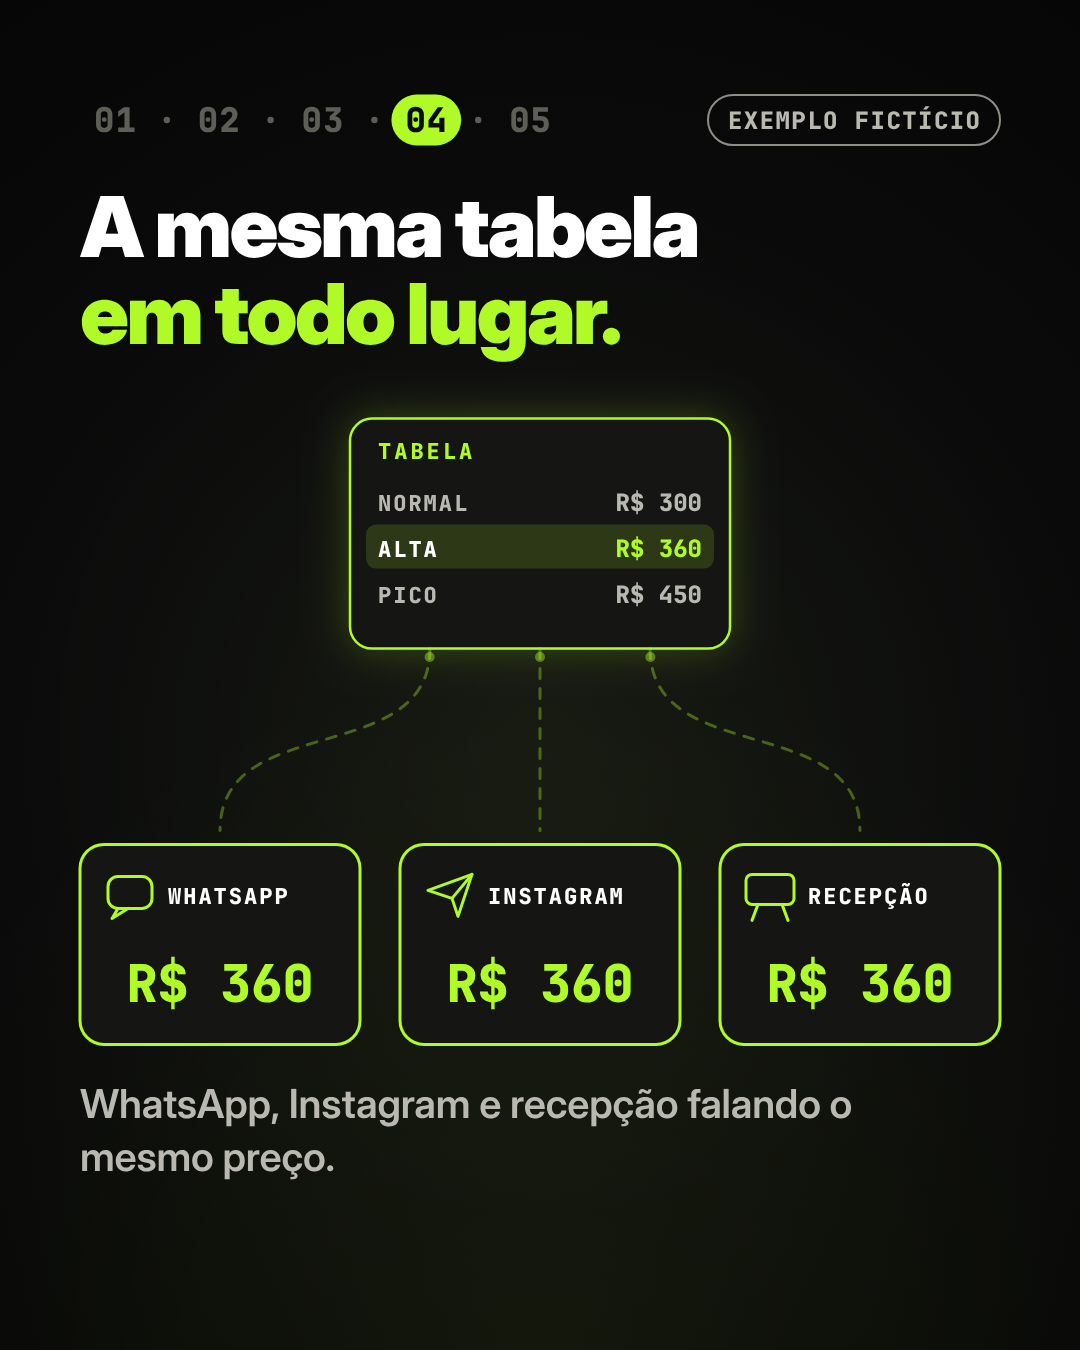 01 · 02 · 03 · 04 · 05
EXEMPLO FICTÍCIO
A mesma tabela
em todo lugar.
TABELA
NORMAL R$ 300
ALTA R$ 360
PICO R$ 450
WHATSAPP
R$ 360
INSTAGRAM
R$ 360
RECEPÇÃO
R$ 360
WhatsApp, Instagram e recepção falando o
mesmo preço.